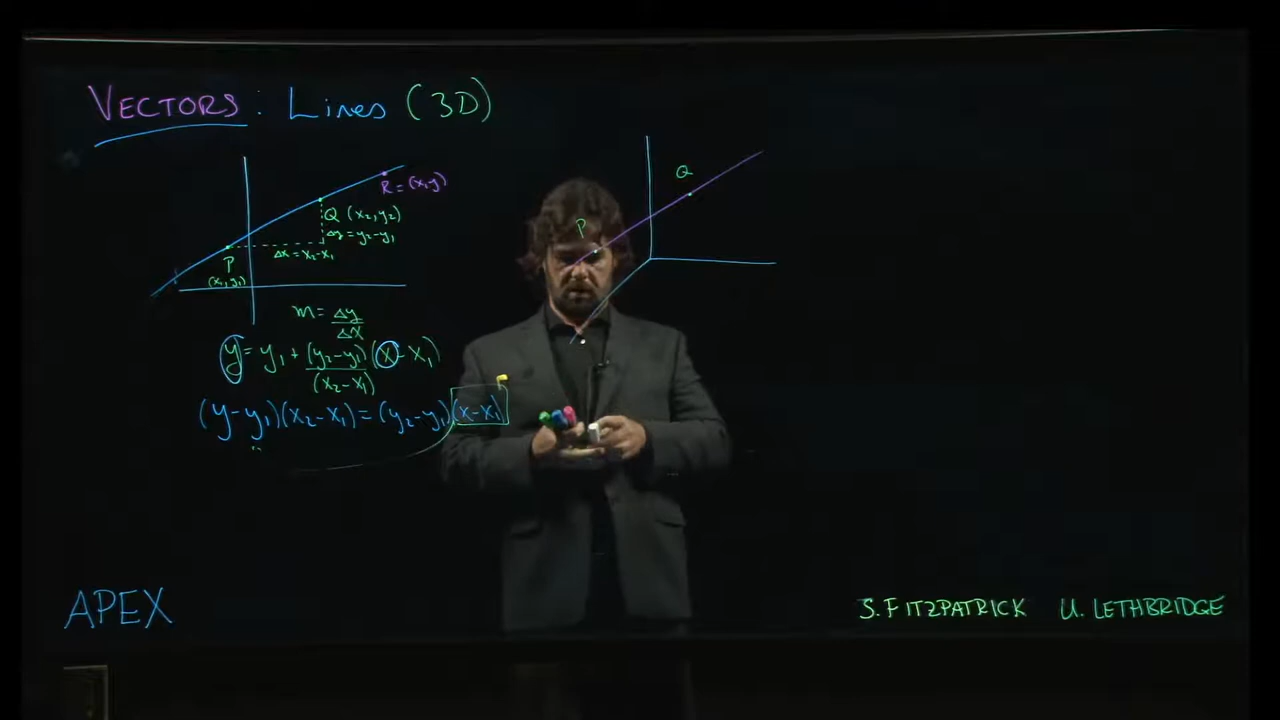 VECTORS: Lines (3D)
R = (x,y)
Q (x₂, y₂)
Δy = y₂-y₁
Δx = x₂-x₁
P
(x₁, y₁)
m = Δy/Δx
y = y₁ + (y₂-y₁)/(x₂-x₁) (x-x₁)
(y-y₁)(x₂-x₁) = (y₂-y₁)(x-x₁)
Q
P
APEX
S. FITZPATRICK U. LETHBRIDGE